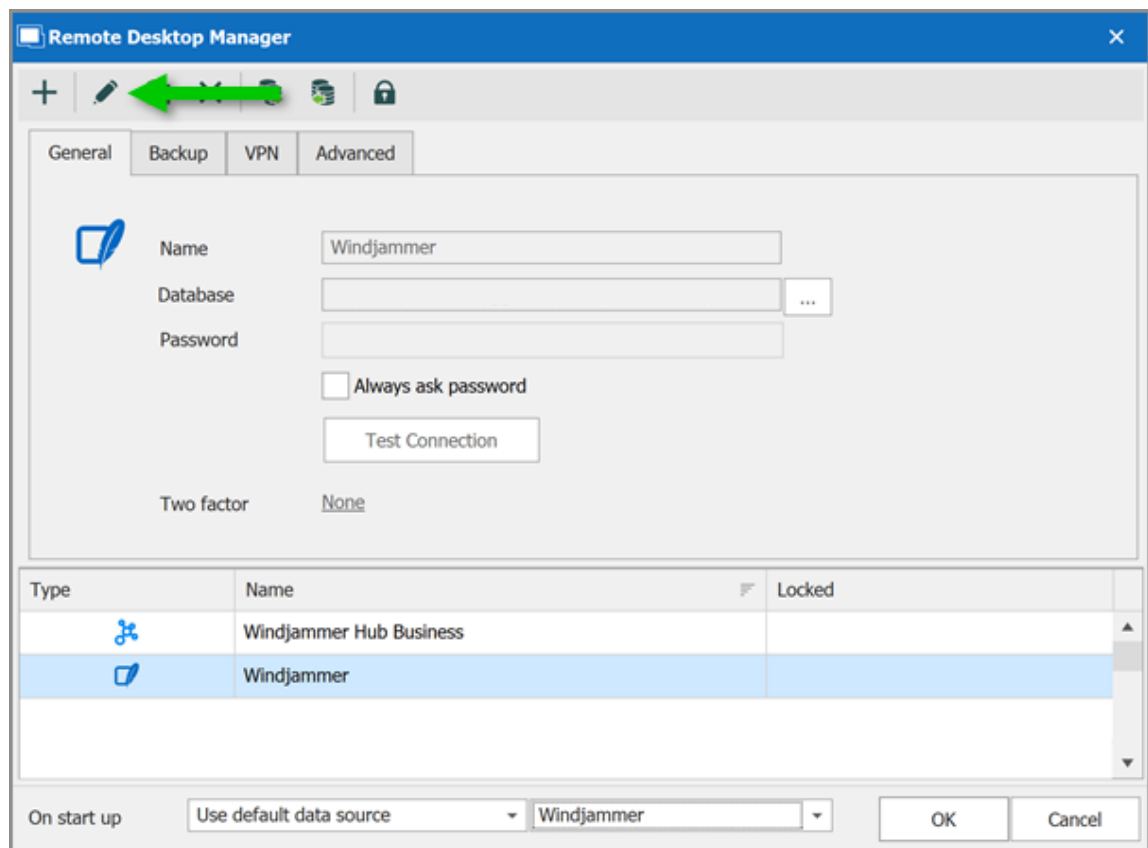 Remote Desktop Manager
General Backup VPN Advanced
Name Windjammer
Database ...
Password
Always ask password
Test Connection
Two factor None
Type Name Locked
Windjammer Hub Business
Windjammer
On start up Use default data source Windjammer OK Cancel